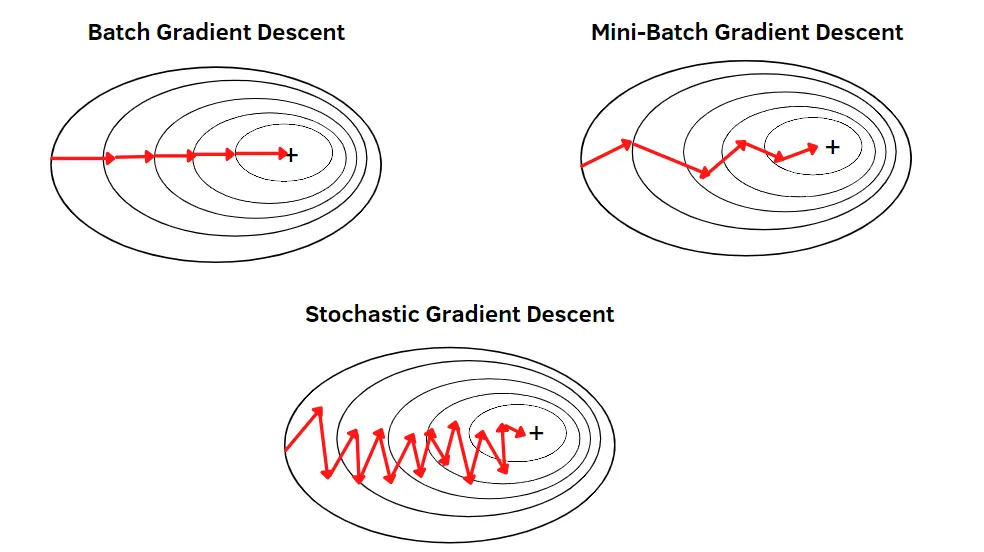 Batch Gradient Descent
Mini-Batch Gradient Descent
Stochastic Gradient Descent